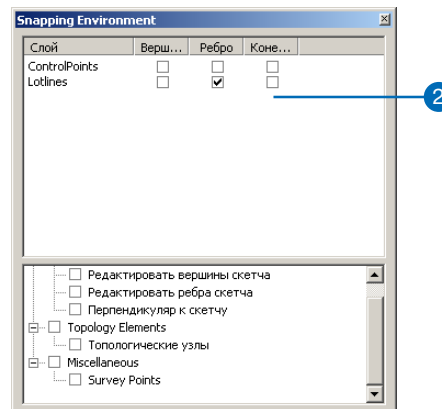 Snapping Environment
Слой Верш... Ребро Коне...
ControlPoints
Lotlines
2
Редактировать вершины скетча
Редактировать ребра скетча
Перпендикуляр к скетчу
Topology Elements
Топологические узлы
Miscellaneous
Survey Points